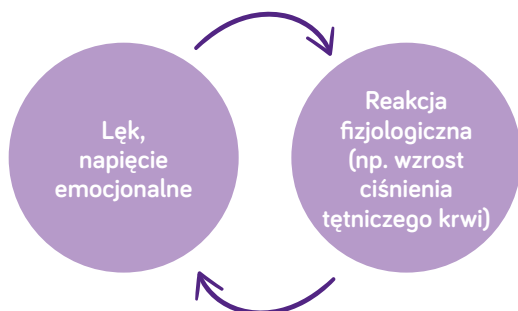 Lęk,
napięcie
emocjonalne
Reakcja
fizjologiczna
(np. wzrost
ciśnienia
tętniczego krwi)